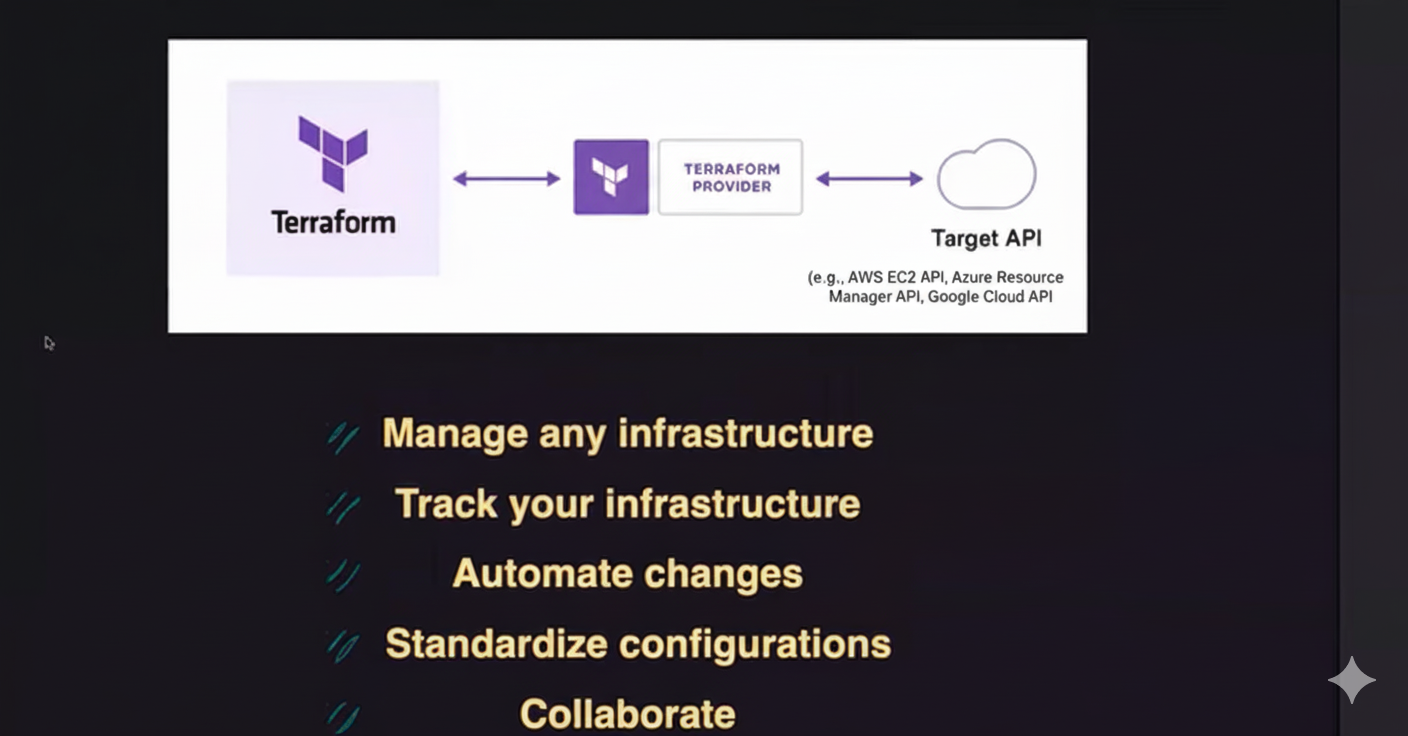 Terraform
TERRAFORM
PROVIDER
Target API
(e.g., AWS EC2 API, Azure Resource
Manager API, Google Cloud API
Manage any infrastructure
Track your infrastructure
Automate changes
Standardize configurations
Collaborate